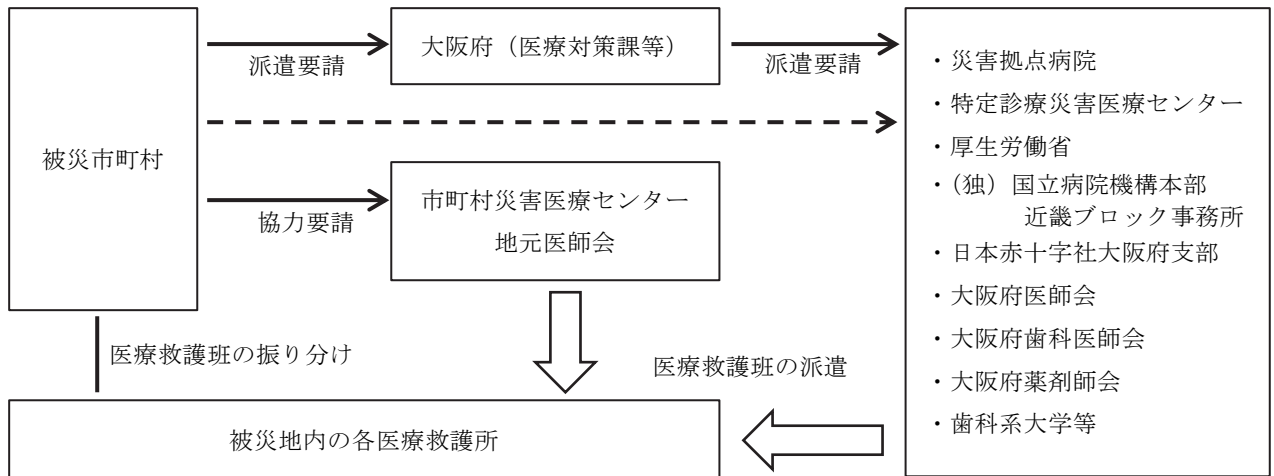 被災市町村
派遣要請
大阪府（医療対策課等）
派遣要請
協力要請
市町村災害医療センター
地元医師会
・災害拠点病院
・特定診療災害医療センター
・厚生労働省
・（独）国立病院機構本部
近畿ブロック事務所
・日本赤十字社大阪府支部
・大阪府医師会
・大阪府歯科医師会
・大阪府薬剤師会
・歯科系大学等
医療救護班の振り分け
医療救護班の派遣
被災地内の各医療救護所